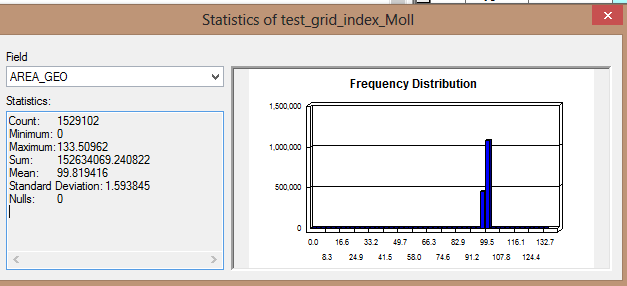 Statistics of test_grid_index_Moll
Field
AREA_GEO
Statistics:
Count: 1529102
Minimum: 0
Maximum: 133.50962
Sum: 152634069.240822
Mean: 99.819416
Standard Deviation: 1.593845
Nulls: 0
Frequency Distribution
1,500,000
1,000,000
500,000
0
0.0 16.6 33.2 49.7 66.3 82.9 99.5 116.1 132.7
8.3 24.9 41.5 58.0 74.6 91.2 107.8 124.4